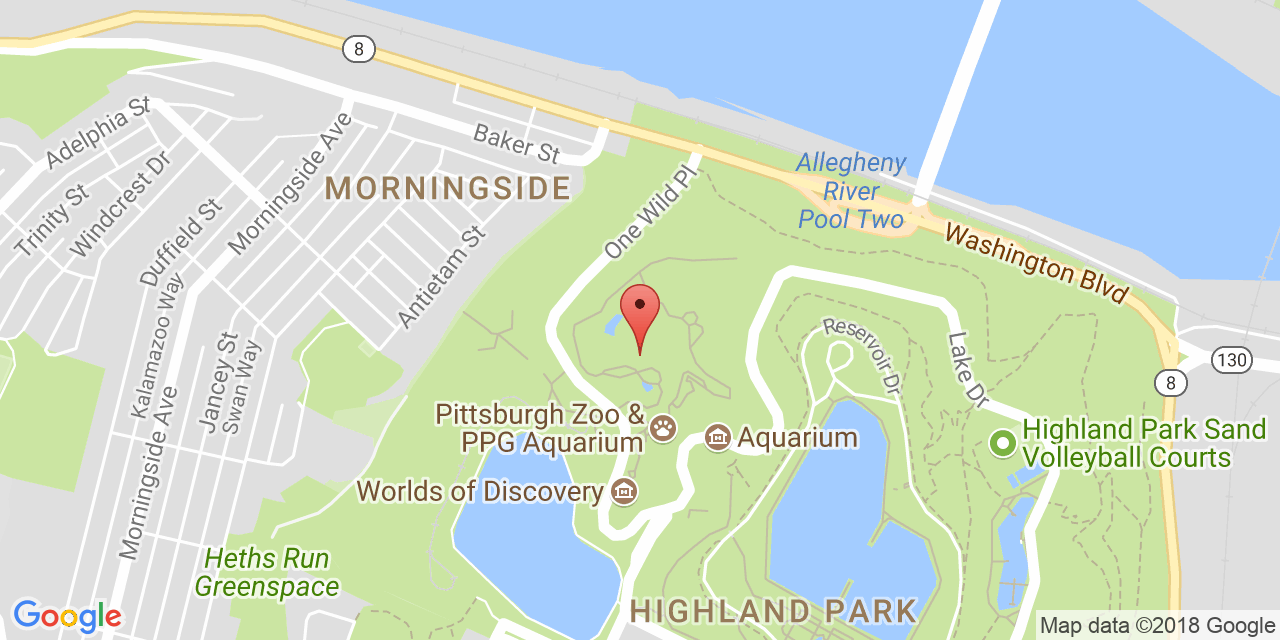 8
Adelphia St
Morningside Ave
Baker St
Trinity St
Windcrest Dr
MORNINGSIDE
One Wild Pl
Allegheny
River
Pool Two
Duffield St
Washington Blvd
Antietam St
Kalamazoo Way
Reservoir Dr
Lake Dr
130
8
Jancey St
Swan Way
Morningside Ave
Pittsburgh Zoo &
PPG Aquarium
Aquarium
Highland Park Sand
Volleyball Courts
Worlds of Discovery
Heths Run
Greenspace
HIGHLAND PARK
Google
Map data ©2018 Google